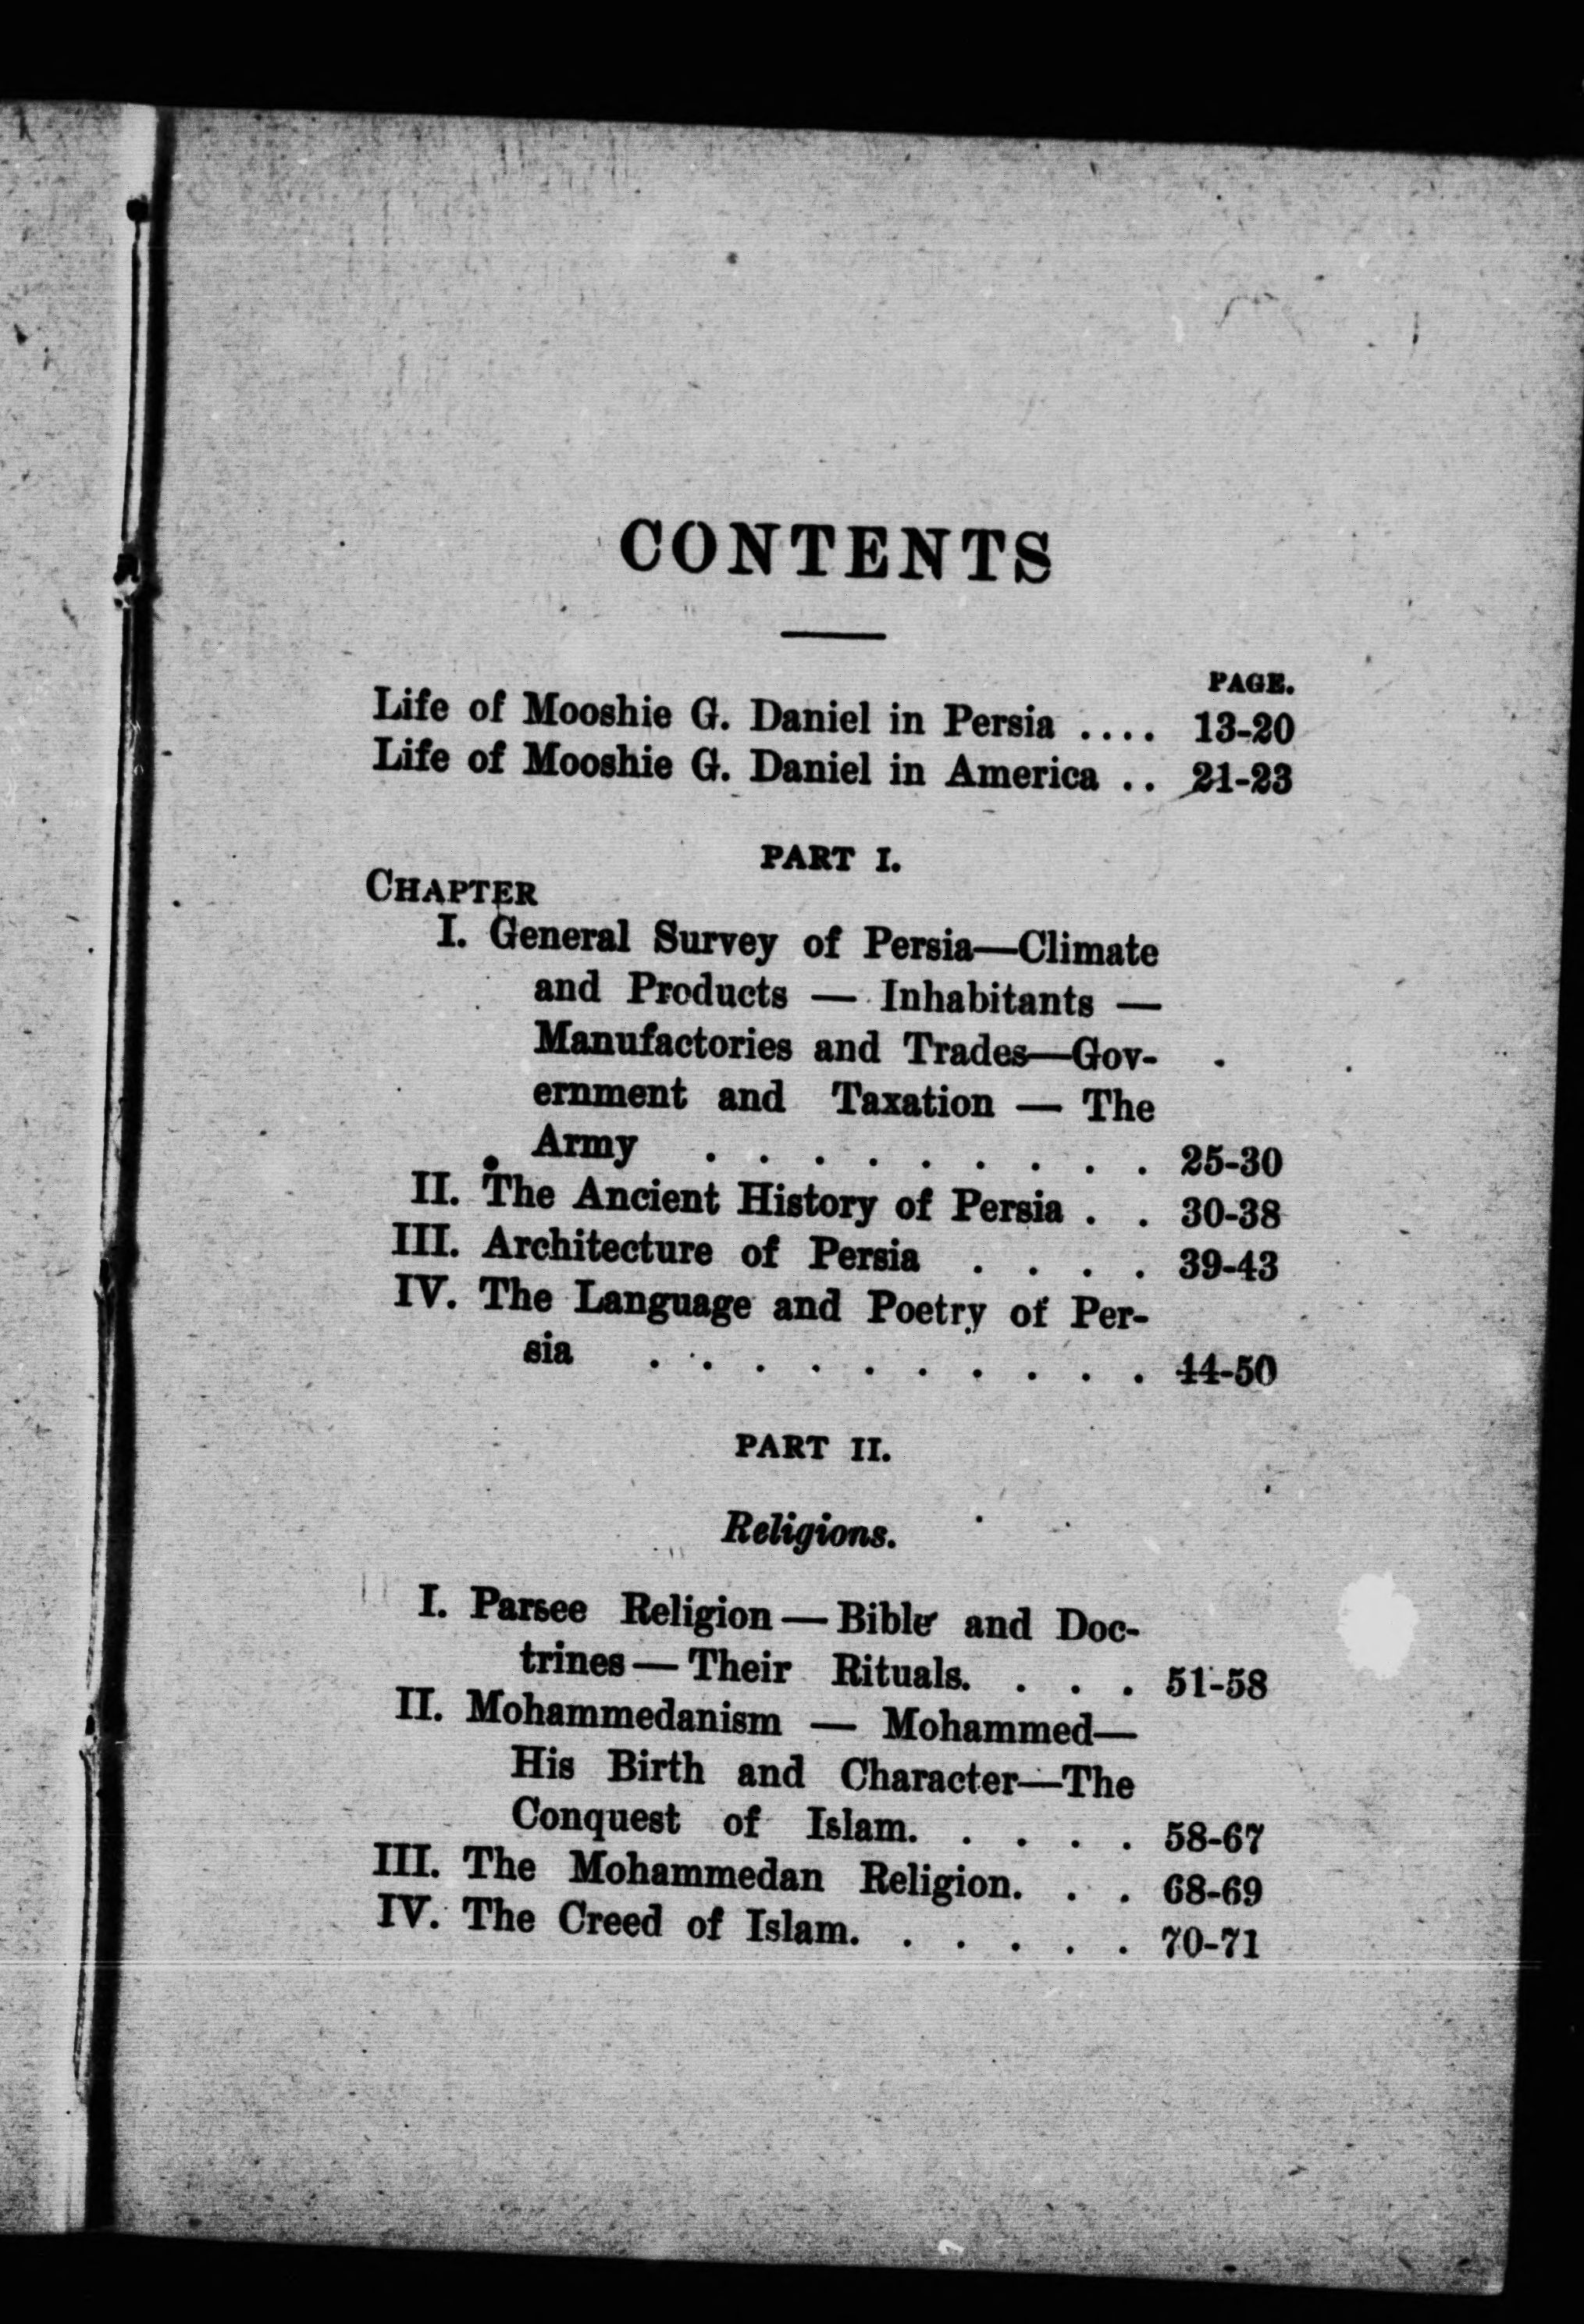 CONTENTS
PAGE.
Life of Mooshie G. Daniel in Persia .... 13-20
Life of Mooshie G. Daniel in America .. 21-23
PART I.
CHAPTER
I. General Survey of Persia—Climate
and Products — Inhabitants —
Manufactories and Trades—Gov-
ernment and Taxation — The
Army . . . . . . . . . 25-30
II. The Ancient History of Persia . . 30-38
III. Architecture of Persia . . . . 39-43
IV. The Language and Poetry of Per-
sia . . . . . . . . . . 44-50
PART II.
Religions.
I. Parsee Religion — Bible and Doc-
trines — Their Rituals. . . . 51-58
II. Mohammedanism — Mohammed—
His Birth and Character—The
Conquest of Islam. . . . . 58-67
III. The Mohammedan Religion. . . 68-69
IV. The Creed of Islam. . . . . . 70-71